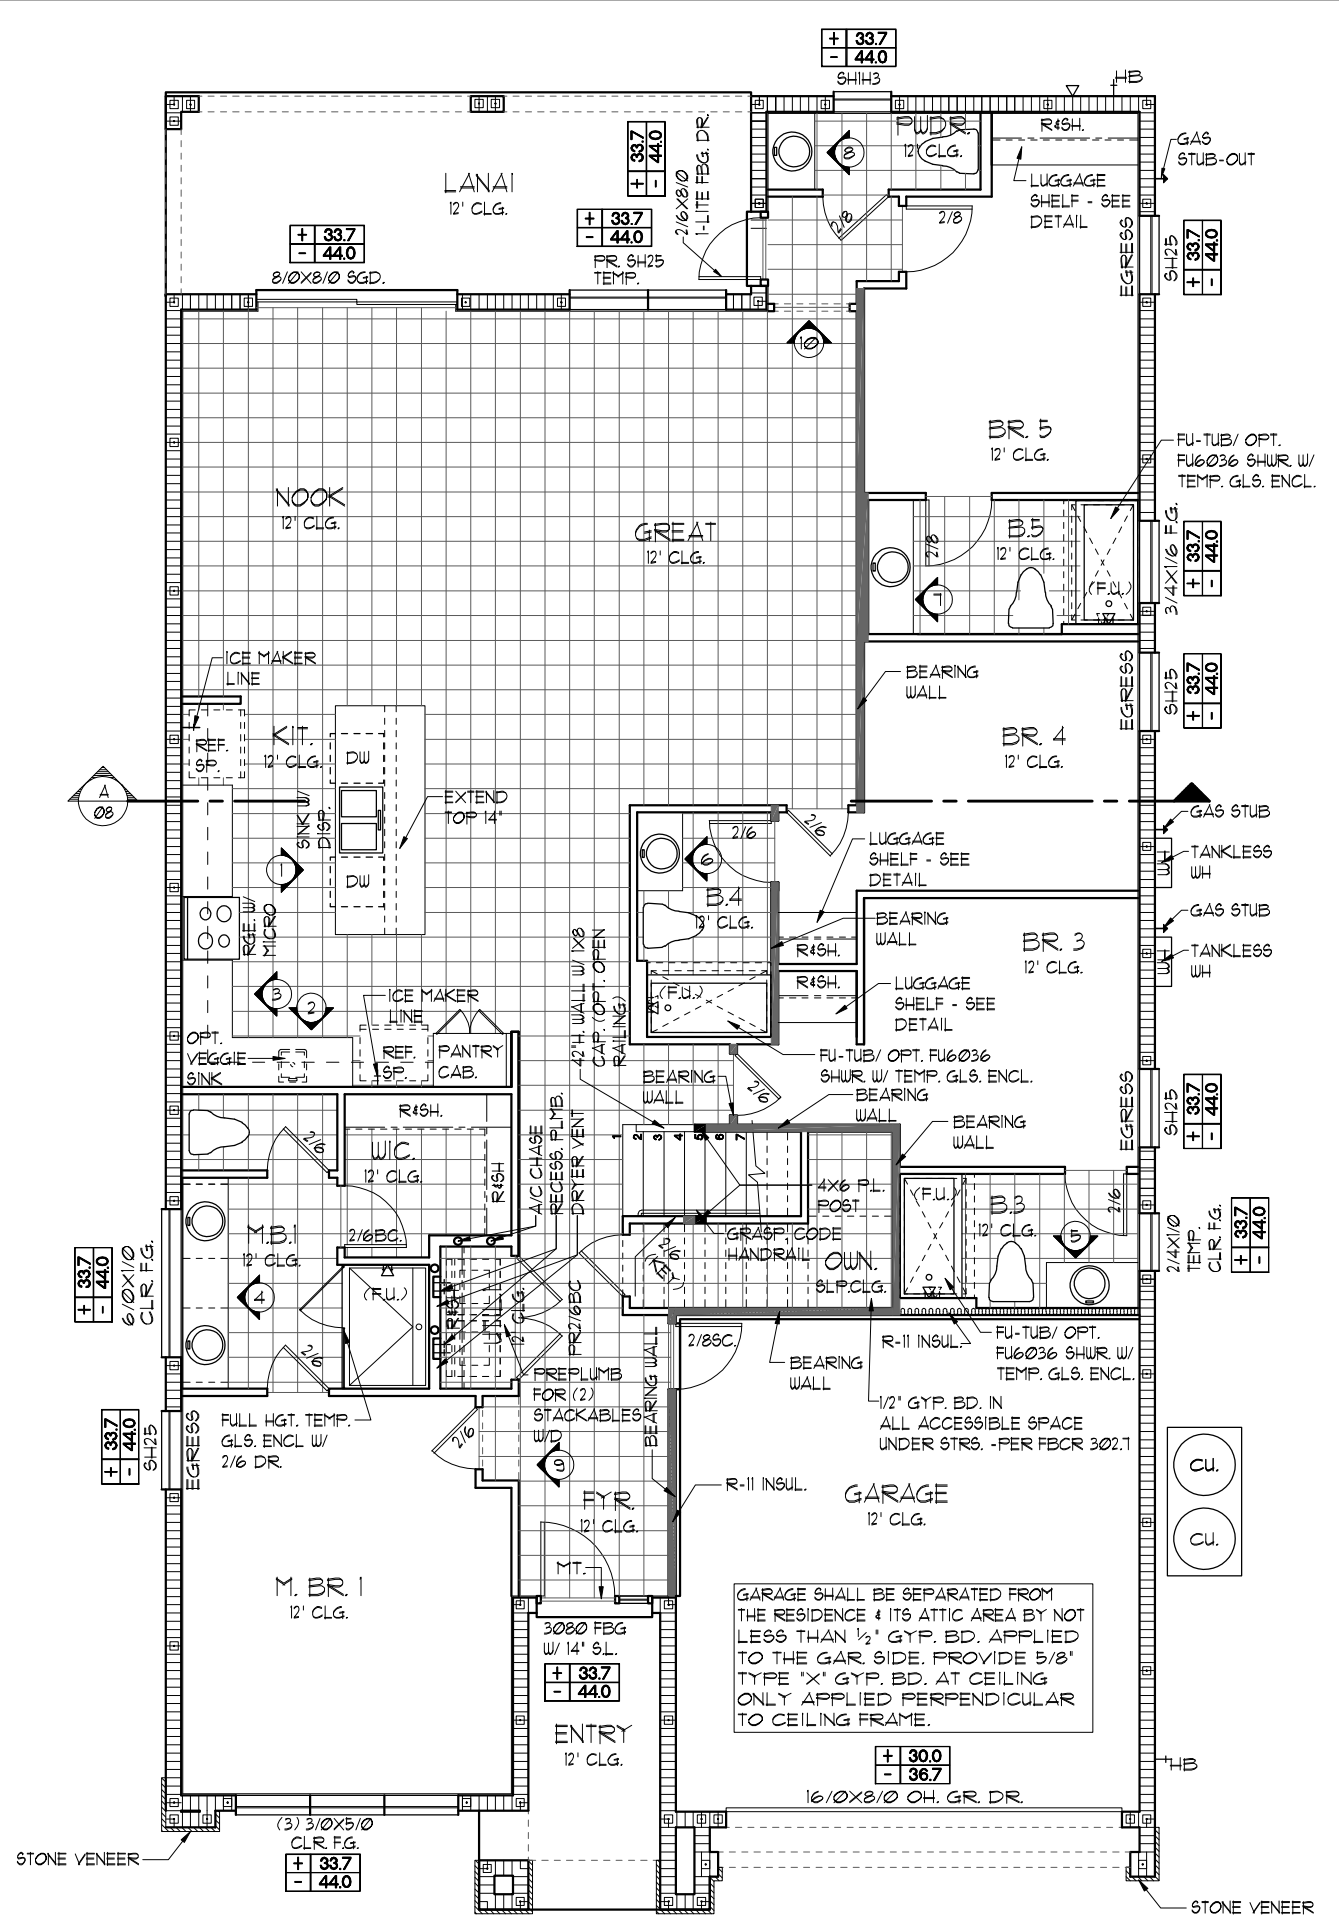 + 33.7
- 44.0
SH1H3
HB
R&SH.
PWDR.
12' CLG.
8
GAS
STUB-OUT
LUGGAGE
SHELF - SEE
DETAIL
LANAI
12' CLG.
+ 33.7
- 44.0
2/6X8/0
1-LITE FBG. DR.
+ 33.7
- 44.0
PR. SH25
TEMP.
+ 33.7
- 44.0
8/0X8/0 SGD.
2/8
2/8
EGRESS
SH25
+ 33.7
- 44.0
10
BR. 5
12' CLG.
FU-TUB/ OPT.
FU6036 SHWR. W/
TEMP. GLS. ENCL.
NOOK
12' CLG.
GREAT
12' CLG.
B.5
12' CLG.
2/8
7
(F.U.)
3/4X1/6 F.G.
+ 33.7
- 44.0
ICE MAKER
LINE
REF.
SP.
KIT.
12' CLG.
DW
BEARING
WALL
BR. 4
12' CLG.
EGRESS
SH25
+ 33.7
- 44.0
A
08
SINK W/
DISP.
EXTEND
TOP 14"
DW
1
2/6
2/6
6
B.4
12' CLG.
LUGGAGE
SHELF - SEE
DETAIL
GAS STUB
TANKLESS
WH
WH
GAS STUB
TANKLESS
WH
WH
RGE. W/
MICRO
BEARING
WALL
R&SH.
R&SH.
BR. 3
12' CLG.
LUGGAGE
SHELF - SEE
DETAIL
3
2
ICE MAKER
LINE
OPT.
VEGGIE
SINK
REF.
SP.
PANTRY
CAB.
42"H. WALL W/ 1X8
CAP. (OPT. OPEN
RAILING)
(F.U.)
FU-TUB/ OPT. FU6036
SHWR. W/ TEMP. GLS. ENCL.
BEARING
WALL
2/6
BEARING
WALL
BEARING
WALL
EGRESS
SH25
+ 33.7
- 44.0
R&SH.
WIC.
12' CLG.
R&SH
2/6
A/C CHASE
RECESS. PLMB.
DRYER VENT
1 2 3 4 5 6 7
4X6 P.L.
POST
GRASP. CODE
HANDRAIL
2/6
(KEY)
OWN.
SLP.CLG.
(F.U.)
B.3
12' CLG.
2/6
5
2/4X1/0
TEMP.
CLR. F.G.
+ 33.7
- 44.0
M.B.1
12' CLG.
2/6BC.
4
(F.U.)
+ 33.7
- 44.0
6/0X1/0
CLR. F.G.
R&SH
UTIL
12' CLG.
PR2/6BC
2/8SC.
BEARING
WALL
R-11 INSUL.
FU-TUB/ OPT.
FU6036 SHWR. W/
TEMP. GLS. ENCL.
2/6
PREPLUMB
FOR (2)
STACKABLES
W/D
BEARING WALL
1/2" GYP. BD. IN
ALL ACCESSIBLE SPACE
UNDER STRS. -PER FBCR 302.7
+ 33.7
- 44.0
SH25
EGRESS
FULL HGT. TEMP.
GLS. ENCL W/
2/6 DR.
2/6
9
FYR.
12' CLG.
R-11 INSUL.
GARAGE
12' CLG.
CU.
CU.
MT.
M. BR. 1
12' CLG.
GARAGE SHALL BE SEPARATED FROM
THE RESIDENCE & ITS ATTIC AREA BY NOT
LESS THAN ½" GYP. BD. APPLIED
TO THE GAR. SIDE. PROVIDE 5/8"
TYPE "X" GYP. BD. AT CEILING
ONLY APPLIED PERPENDICULAR
TO CEILING FRAME.
3080 FBG
W/ 14" S.L.
+ 33.7
- 44.0
ENTRY
12' CLG.
+ 30.0
- 36.7
16/0X8/0 OH. GR. DR.
HB
(3) 3/0X5/0
CLR. F.G.
+ 33.7
- 44.0
STONE VENEER
STONE VENEER